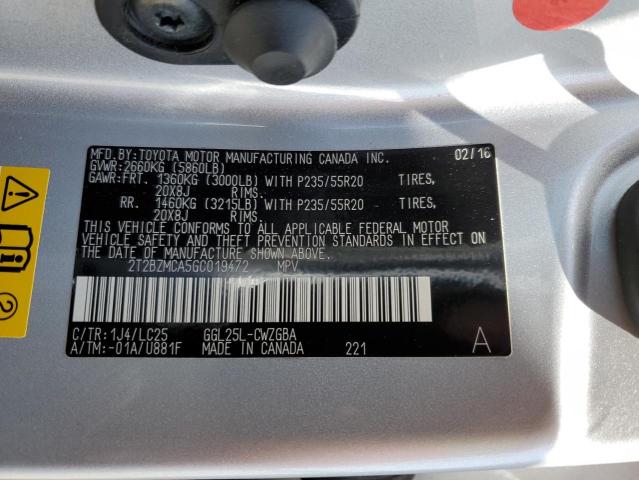 MFD.BY:TOYOTA MOTOR MANUFACTURING CANADA INC. 02/16
GVWR:2660KG (5860LB)
GAWR:FRT. 1360KG (3000LB) WITH P235/55R20 TIRES,
20X8J RIMS.
RR. 1460KG (3215LB) WITH P235/55R20 TIRES,
20X8J RIMS.
THIS VEHICLE CONFORMS TO ALL APPLICABLE FEDERAL MOTOR
VEHICLE SAFETY AND THEFT PREVENTION STANDARDS IN EFFECT ON
THE DATE OF MANUFACTURE SHOWN ABOVE.
2T2BZMCA5GC019472 MPV
C/TR:1J4/LC25 GGL25L-CWZGBA
A/TM:-01A/U881F MADE IN CANADA 221 A